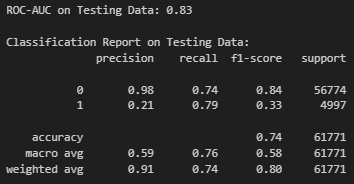 ROC-AUC on Testing Data: 0.83
Classification Report on Testing Data:
precision recall f1-score support
0 0.98 0.74 0.84 56774
1 0.21 0.79 0.33 4997
accuracy 0.74 61771
macro avg 0.59 0.76 0.58 61771
weighted avg 0.91 0.74 0.80 61771